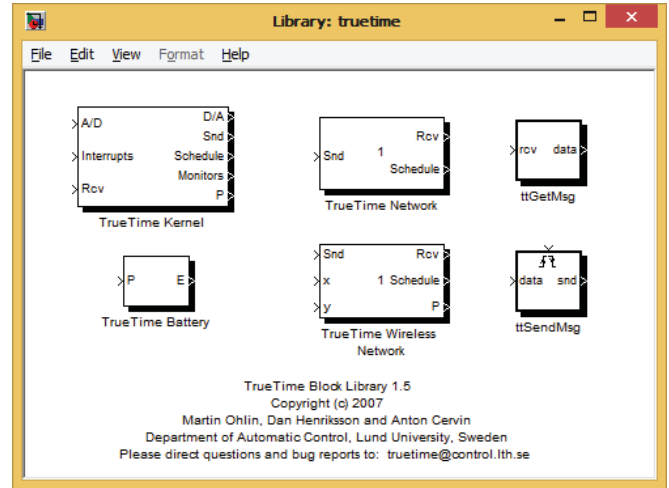 Library: truetime
File Edit View Format Help
A/D
Interrupts
Rcv
D/A
Snd
Schedule
Monitors
P
TrueTime Kernel
Snd
1
Rcv
Schedule
TrueTime Network
rcv data
ttGetMsg
P E
TrueTime Battery
Snd
x
y
1
Rcv
Schedule
P
TrueTime Wireless
Network
data snd
ttSendMsg
TrueTime Block Library 1.5
Copyright (c) 2007
Martin Ohlin, Dan Henriksson and Anton Cervin
Department of Automatic Control, Lund University, Sweden
Please direct questions and bug reports to: truetime@control.lth.se